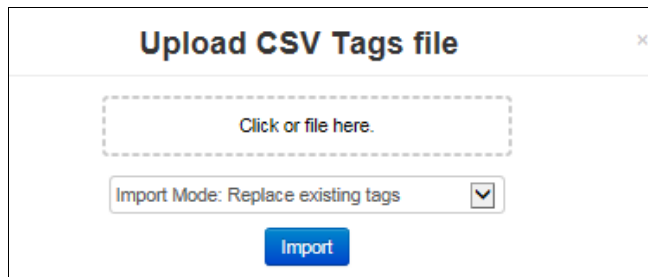 Upload CSV Tags file
×
Click or file here.
Import Mode: Replace existing tags
Import